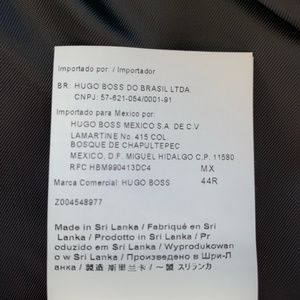 Importado por: / Importador
BR: HUGO BOSS DO BRASIL LTDA.
CNPJ: 57-621-054/0001-91
Importado para Mexico por:
HUGO BOSS MEXICO S.A. DE C.V
LAMARTINE No. 415 COL.
BOSQUE DE CHAPULTEPEC
MEXICO, D.F. MIGUEL HIDALGO C.P. 11580
RFC HBM990413DC4 MX
Marca Comercial: HUGO BOSS 44R
Z004548977
Made in Sri Lanka / Fabriqué en Sri
Lanka / Prodotto in Sri Lanka / Pr
oduzido em Sri Lanka / Wyprodukowan
o w Sri Lanka / Произведено в Шри-Л
анка / 製造 斯里兰卡 / ～製 スリランカ